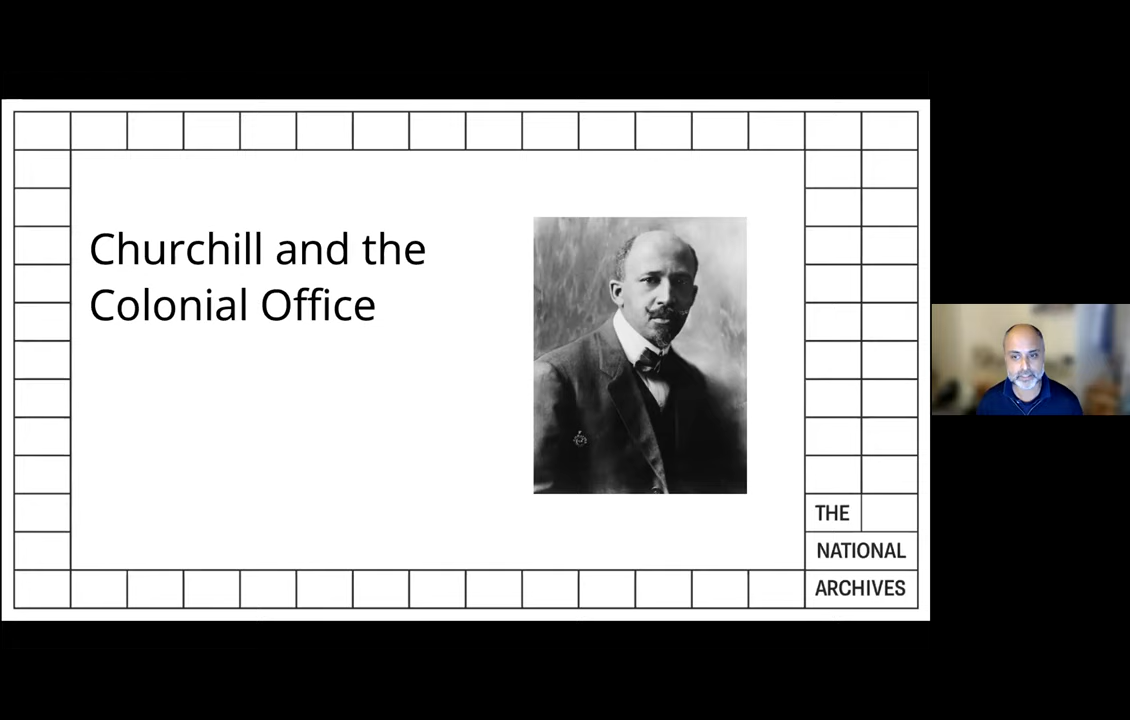 Churchill and the
Colonial Office
THE
NATIONAL
ARCHIVES